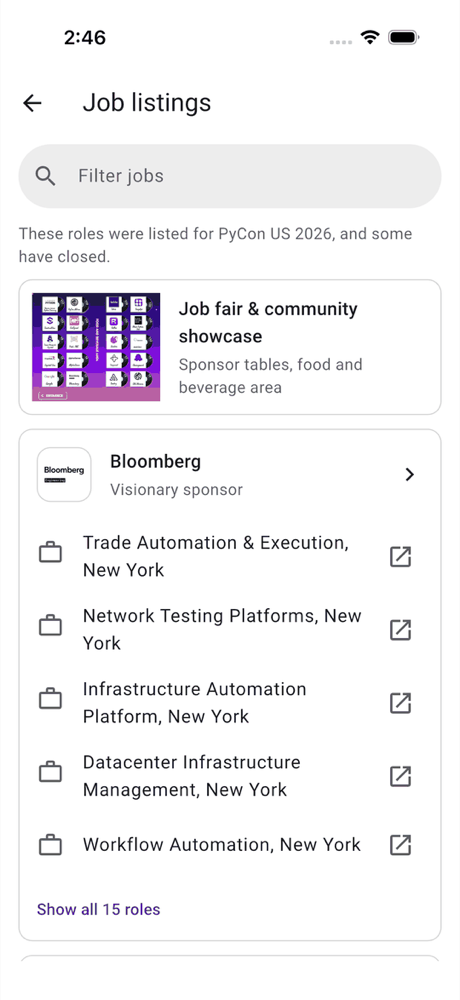 2:46
Job listings
Filter jobs
These roles were listed for PyCon US 2026, and some
have closed.
Job fair & community
showcase
Sponsor tables, food and
beverage area
Bloomberg
Bloomberg
Visionary sponsor
Trade Automation & Execution,
New York
Network Testing Platforms, New
York
Infrastructure Automation
Platform, New York
Datacenter Infrastructure
Management, New York
Workflow Automation, New York
Show all 15 roles